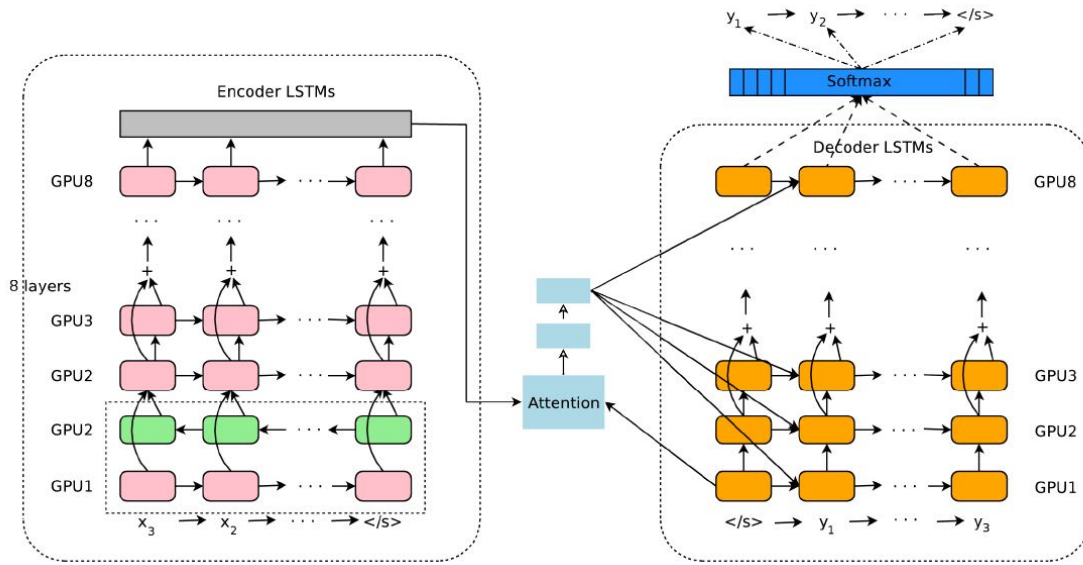 y1 → y2 → · · · → </s>
Softmax
Encoder LSTMs
Decoder LSTMs
GPU8
GPU8
· · ·
· · ·
· · ·
· · ·
· · ·
· · ·
· · ·
· · ·
+ + +
8 layers
+ + +
GPU3
· · ·
GPU2
· · ·
Attention
GPU3
· · ·
GPU2
· · ·
GPU2
· · ·
GPU1
· · ·
GPU1
· · ·
x3 → x2 → · · · → </s>
</s> → y1 → · · · → y3